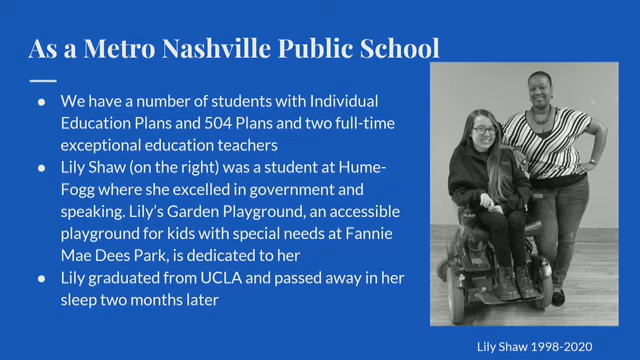 As a Metro Nashville Public School
● We have a number of students with Individual
Education Plans and 504 Plans and two full-time
exceptional education teachers
● Lily Shaw (on the right) was a student at Hume-
Fogg where she excelled in government and
speaking. Lily's Garden Playground, an accessible
playground for kids with special needs at Fannie
Mae Dees Park, is dedicated to her
● Lily graduated from UCLA and passed away in her
sleep two months later
Lily Shaw 1998-2020